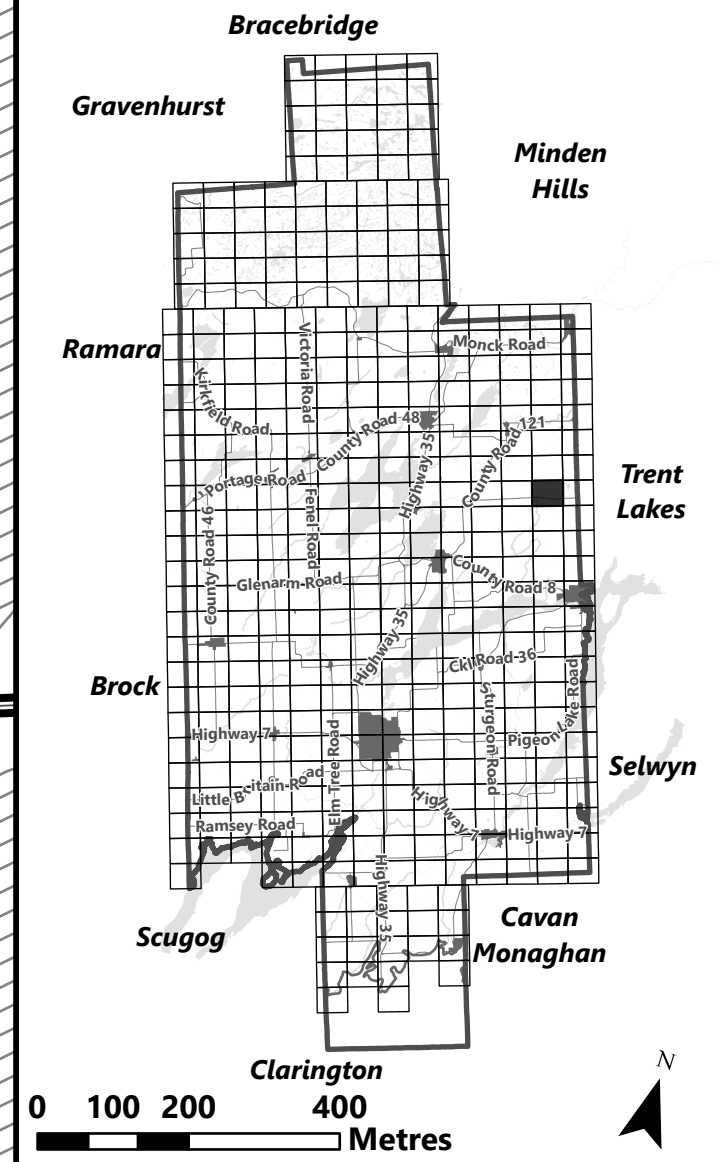 Bracebridge
Gravenhurst
Minden
Hills
Ramara
Monck Road
Victoria Road
Kirkfield Road
County Road 48
County Road 121
Highway 35
Portage Road
Trent
Lakes
Fenel Road
County Road 46
Glenarm Road
County Road 8
Highway 35
Ckl Road 36
Brock
Sturgeon Road
Pigeon Lake Road
Highway 7
Elm Tree Road
Selwyn
Little Britain Road
Highway 7
Ramsey Road
Highway 7
Highway 35
Scugog
Cavan
Monaghan
Clarington
N
0 100 200 400
Metres